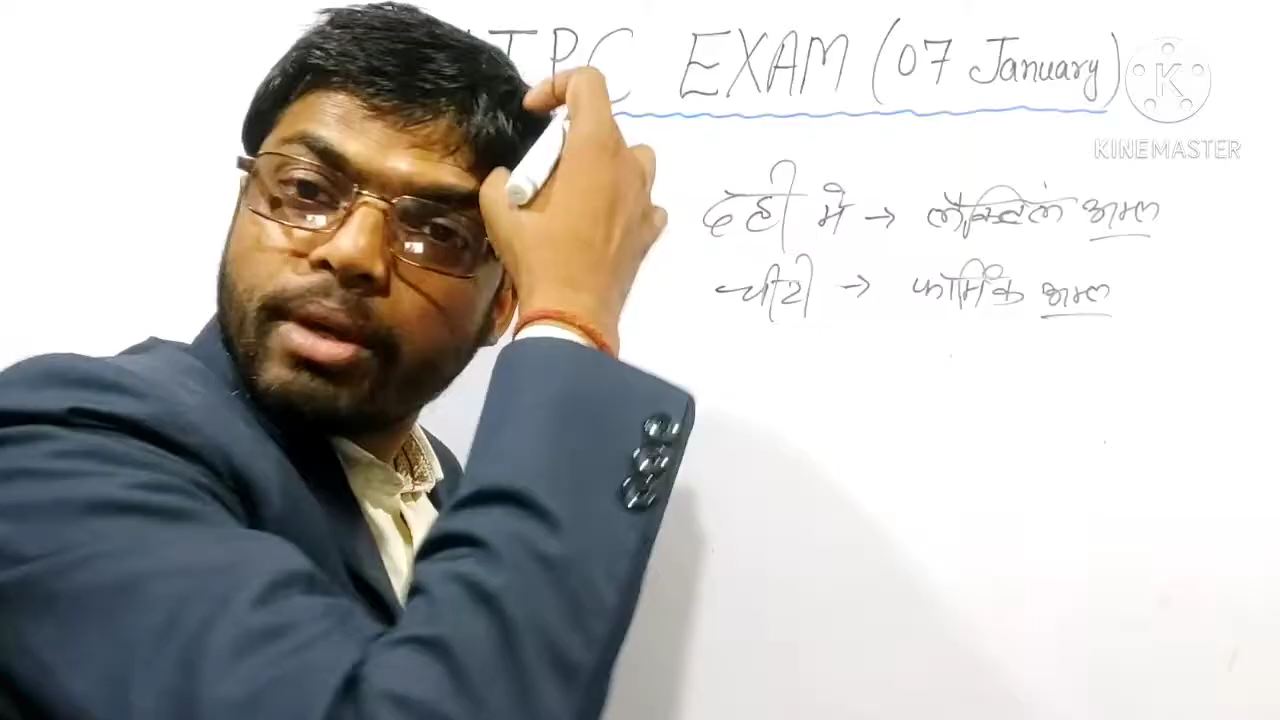 TPC EXAM (07 January)
K
KINEMASTER
दही में → लैक्टिक अम्ल
चींटी → फॉर्मिक अम्ल